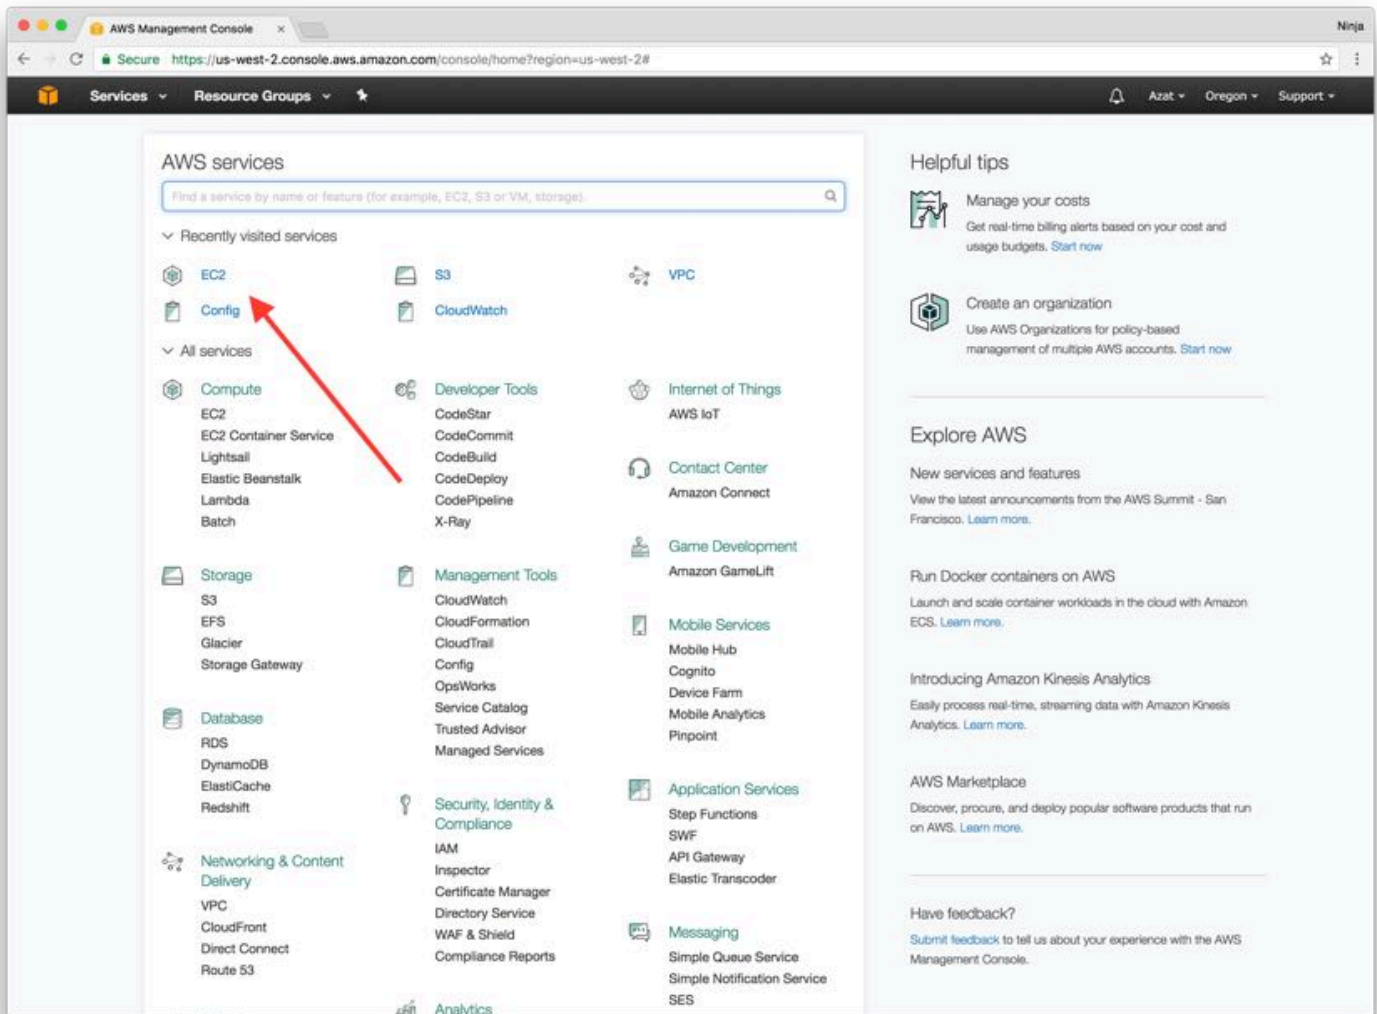 AWS Management Console
Ninja
Secure https://us-west-2.console.aws.amazon.com/console/home?region=us-west-2#
Services Resource Groups Azat Oregon Support
AWS services
Find a service by name or feature (for example, EC2, S3 or VM, storage).
Recently visited services
EC2
S3
VPC
Config
CloudWatch
All services
Compute
EC2
EC2 Container Service
Lightsail
Elastic Beanstalk
Lambda
Batch
Storage
S3
EFS
Glacier
Storage Gateway
Database
RDS
DynamoDB
ElastiCache
Redshift
Networking & Content
Delivery
VPC
CloudFront
Direct Connect
Route 53
Developer Tools
CodeStar
CodeCommit
CodeBuild
CodeDeploy
CodePipeline
X-Ray
Management Tools
CloudWatch
CloudFormation
CloudTrail
Config
OpsWorks
Service Catalog
Trusted Advisor
Managed Services
Security, Identity &
Compliance
IAM
Inspector
Certificate Manager
Directory Service
WAF & Shield
Compliance Reports
Analytics
Internet of Things
AWS IoT
Contact Center
Amazon Connect
Game Development
Amazon GameLift
Mobile Services
Mobile Hub
Cognito
Device Farm
Mobile Analytics
Pinpoint
Application Services
Step Functions
SWF
API Gateway
Elastic Transcoder
Messaging
Simple Queue Service
Simple Notification Service
SES
Helpful tips
Manage your costs
Get real-time billing alerts based on your cost and
usage budgets. Start now
Create an organization
Use AWS Organizations for policy-based
management of multiple AWS accounts. Start now
Explore AWS
New services and features
View the latest announcements from the AWS Summit - San
Francisco. Learn more.
Run Docker containers on AWS
Launch and scale container workloads in the cloud with Amazon
ECS. Learn more.
Introducing Amazon Kinesis Analytics
Easily process real-time, streaming data with Amazon Kinesis
Analytics. Learn more.
AWS Marketplace
Discover, procure, and deploy popular software products that run
on AWS. Learn more.
Have feedback?
Submit feedback to tell us about your experience with the AWS
Management Console.